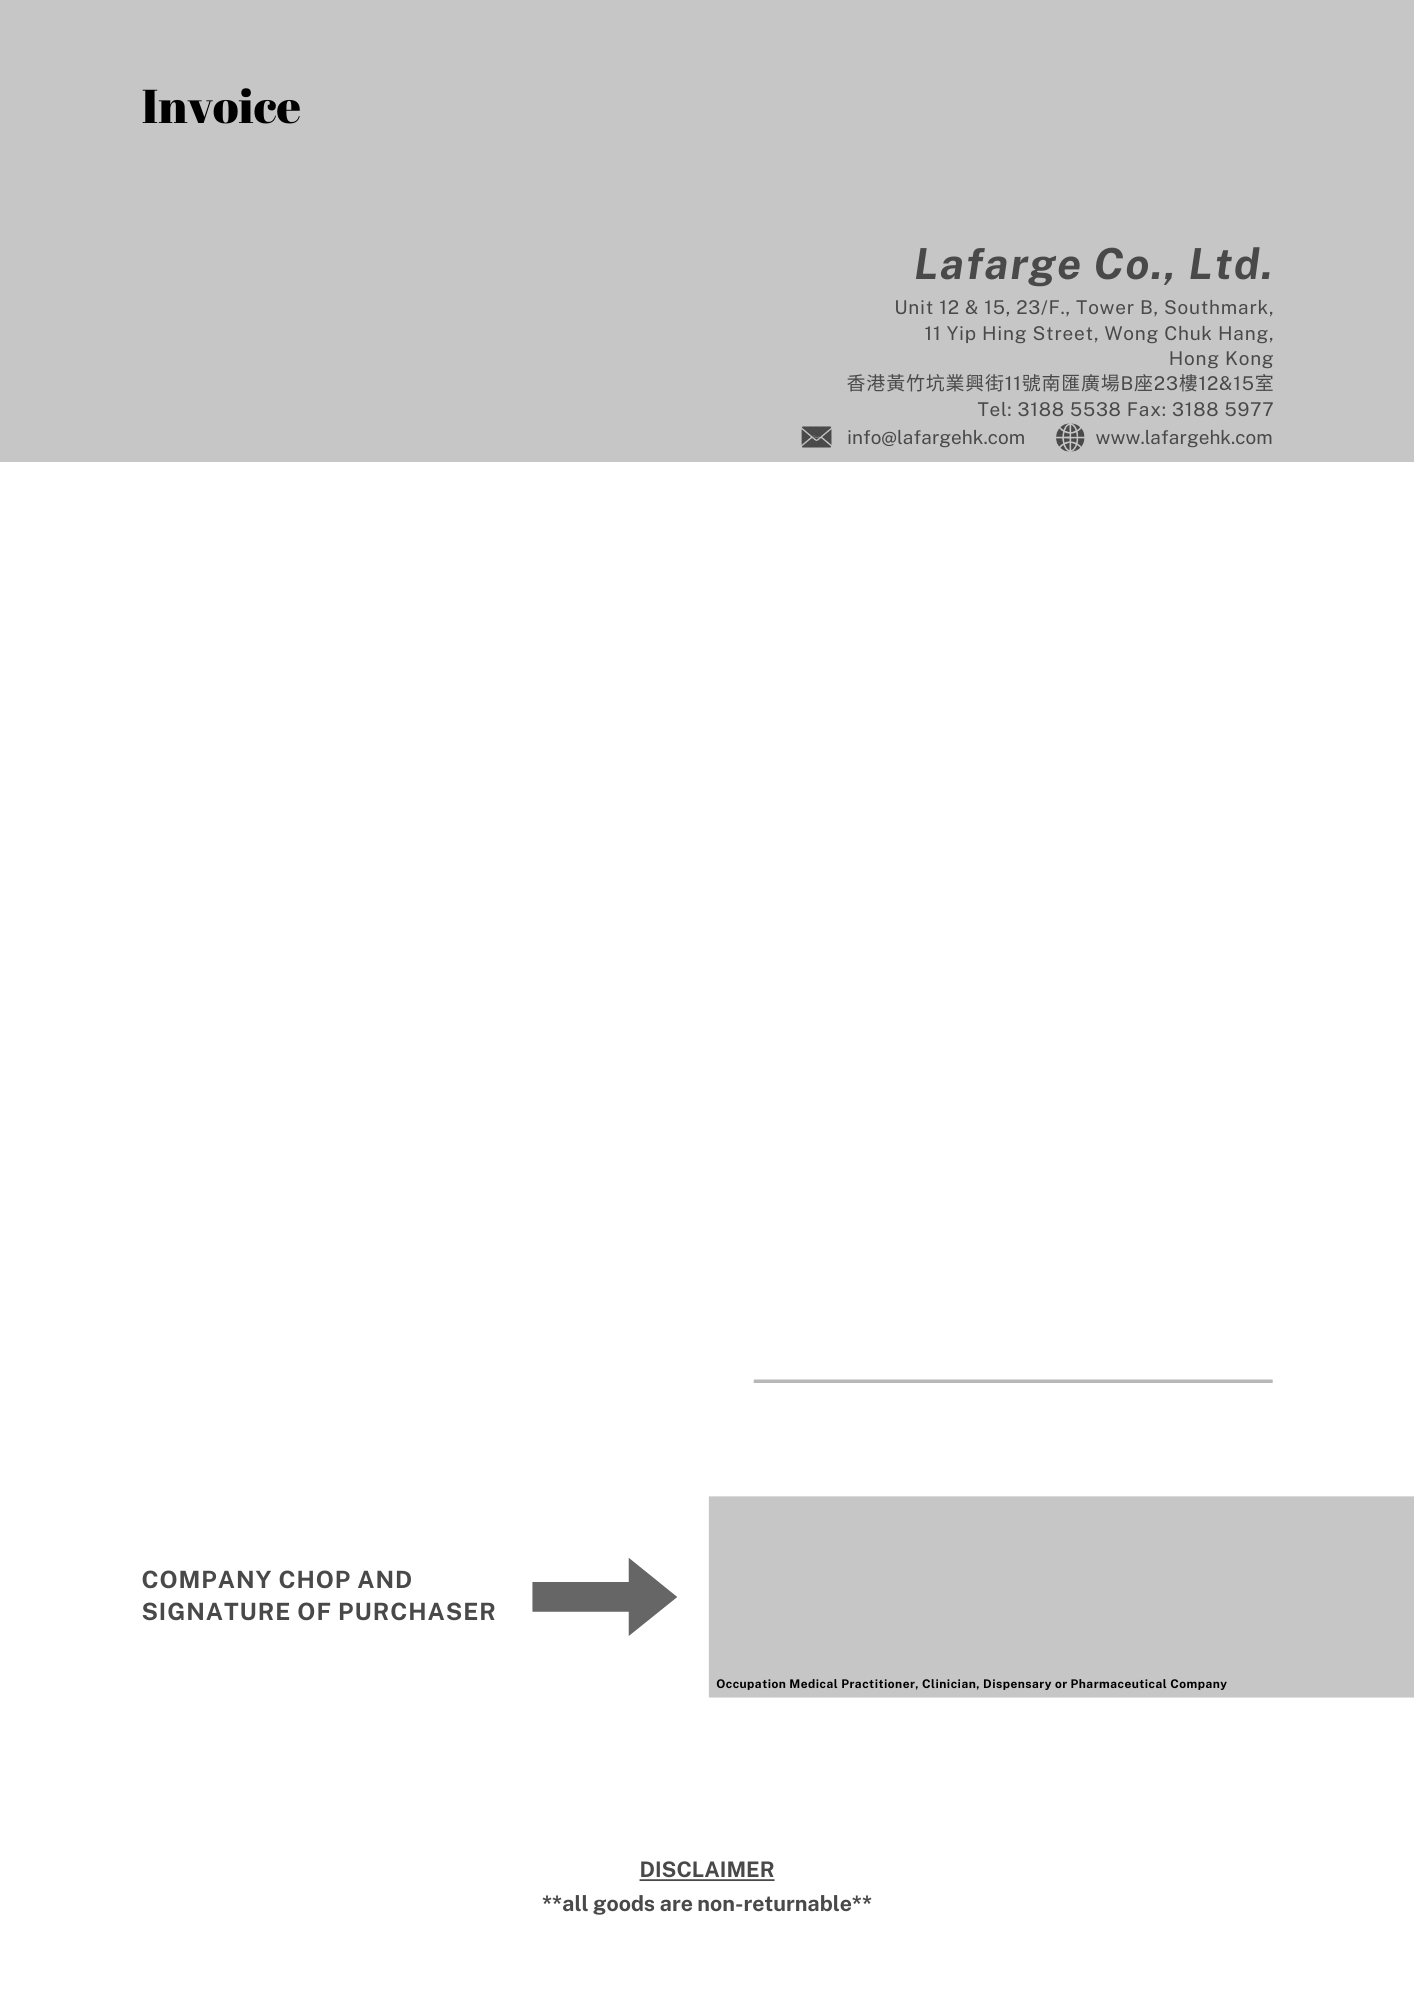 Invoice
Lafarge Co., Ltd.
Unit 12 & 15, 23/F., Tower B, Southmark,
11 Yip Hing Street, Wong Chuk Hang,
Hong Kong
香港黃竹坑業興街11號南匯廣場B座23樓12&15室
Tel: 3188 5538 Fax: 3188 5977
info@lafargehk.com www.lafargehk.com
COMPANY CHOP AND
SIGNATURE OF PURCHASER
Occupation Medical Practitioner, Clinician, Dispensary or Pharmaceutical Company
DISCLAIMER
**all goods are non-returnable**